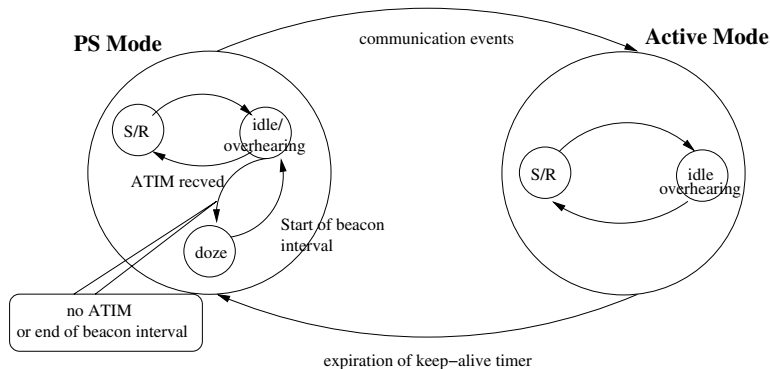 PS Mode
communication events
Active Mode
S/R
idle/
overhearing
ATIM recved
Start of beacon
interval
doze
no ATIM
or end of beacon interval
S/R
idle
overhearing
expiration of keep−alive timer